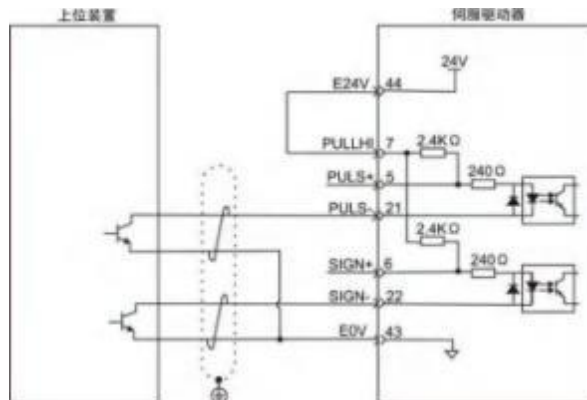 上位装置
伺服驱动器
24V
E24V 44
PULLHI 7 2.4KΩ
PULS+ 5 240Ω
PULS- 21
2.4KΩ
SIGN+ 6 240Ω
SIGN- 22
E0V 43